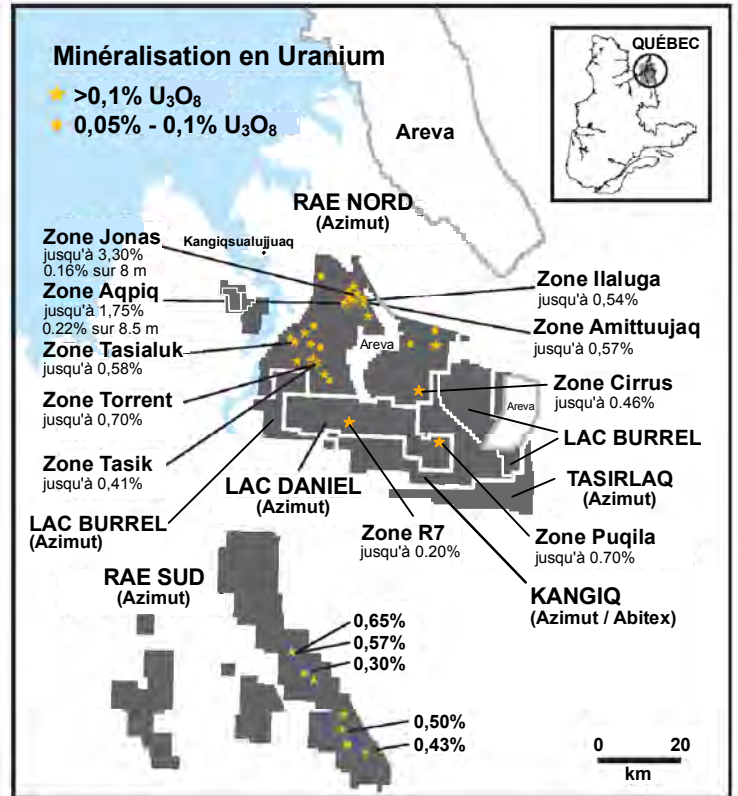 Minéralisation en Uranium
>0,1% U₃O₈
0,05% - 0,1% U₃O₈
QUÉBEC
Areva
RAE NORD
(Azimut)
Kangiqsualujjuaq
Zone Jonas
jusqu'à 3,30%
0.16% sur 8 m
Zone Aqpiq
jusqu'à 1,75%
0.22% sur 8.5 m
Zone Tasialuk
jusqu'à 0,58%
Zone Torrent
jusqu'à 0,70%
Zone Tasik
jusqu'à 0,41%
LAC BURREL
(Azimut)
Zone Ilaluga
jusqu'à 0,54%
Zone Amittuujaq
jusqu'à 0,57%
Areva
Zone Cirrus
jusqu'à 0.46%
Areva
LAC BURREL
TASIRLAQ
(Azimut)
LAC DANIEL
(Azimut)
Zone R7
jusqu'à 0.20%
Zone Puqila
jusqu'à 0.70%
KANGIQ
(Azimut / Abitex)
RAE SUD
(Azimut)
0,65%
0,57%
0,30%
0,50%
0,43%
0 20
km